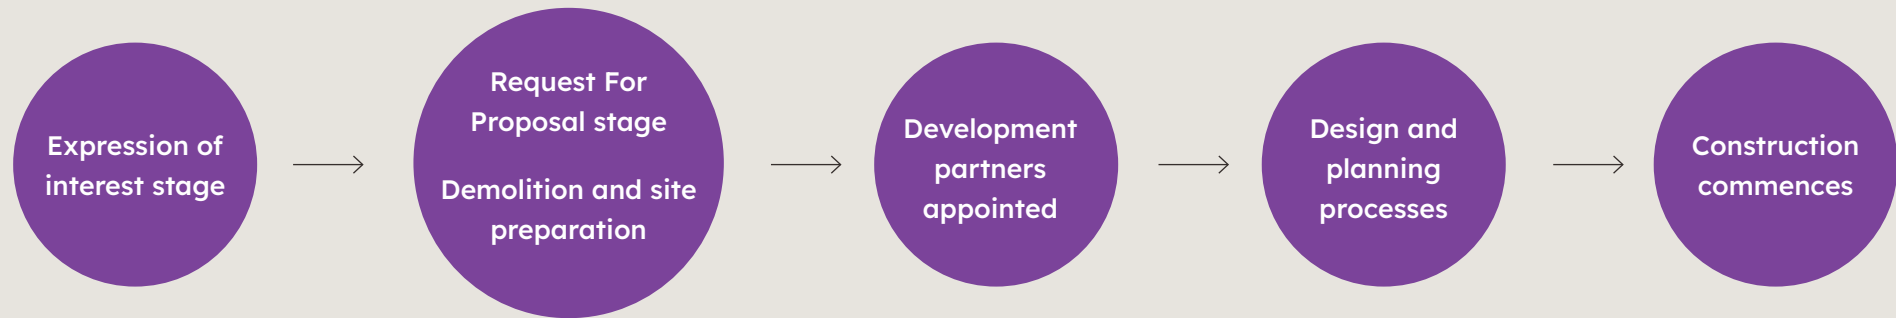 Expression of
interest stage
Request For
Proposal stage
Demolition and site
preparation
Development
partners
appointed
Design and
planning
processes
Construction
commences